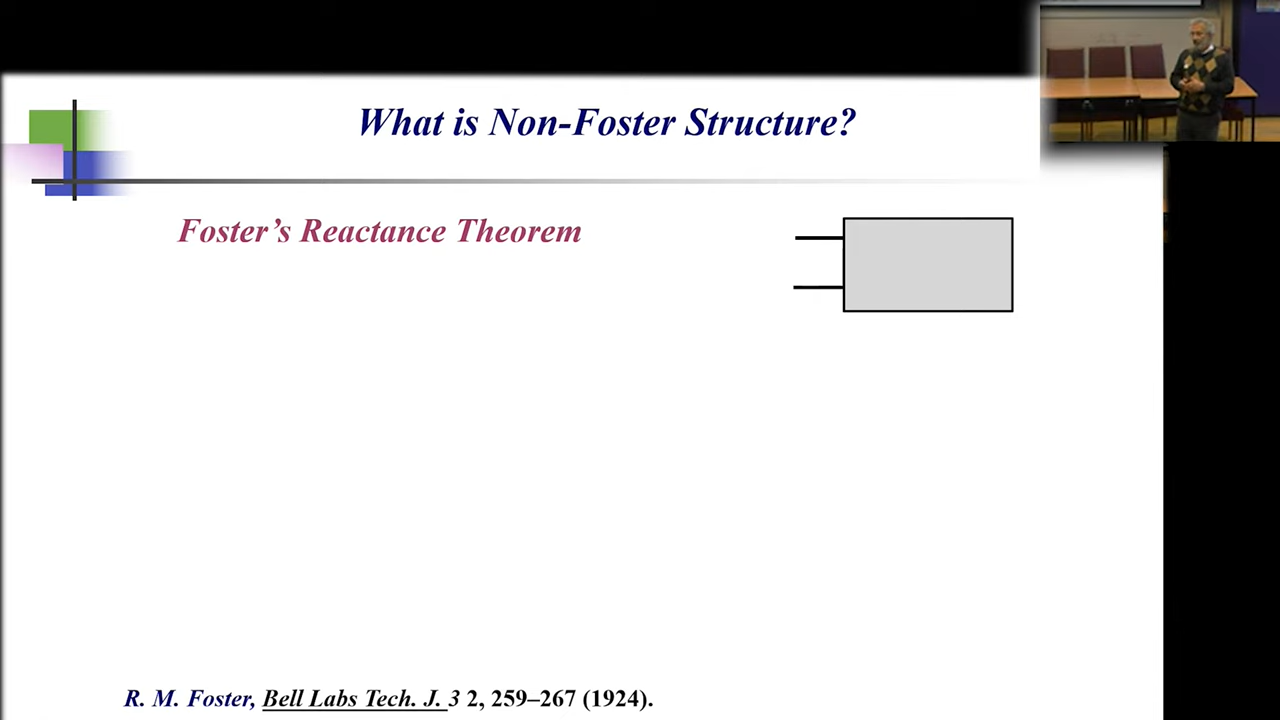 What is Non-Foster Structure?
Foster’s Reactance Theorem
R. M. Foster, Bell Labs Tech. J. 3 2, 259–267 (1924).